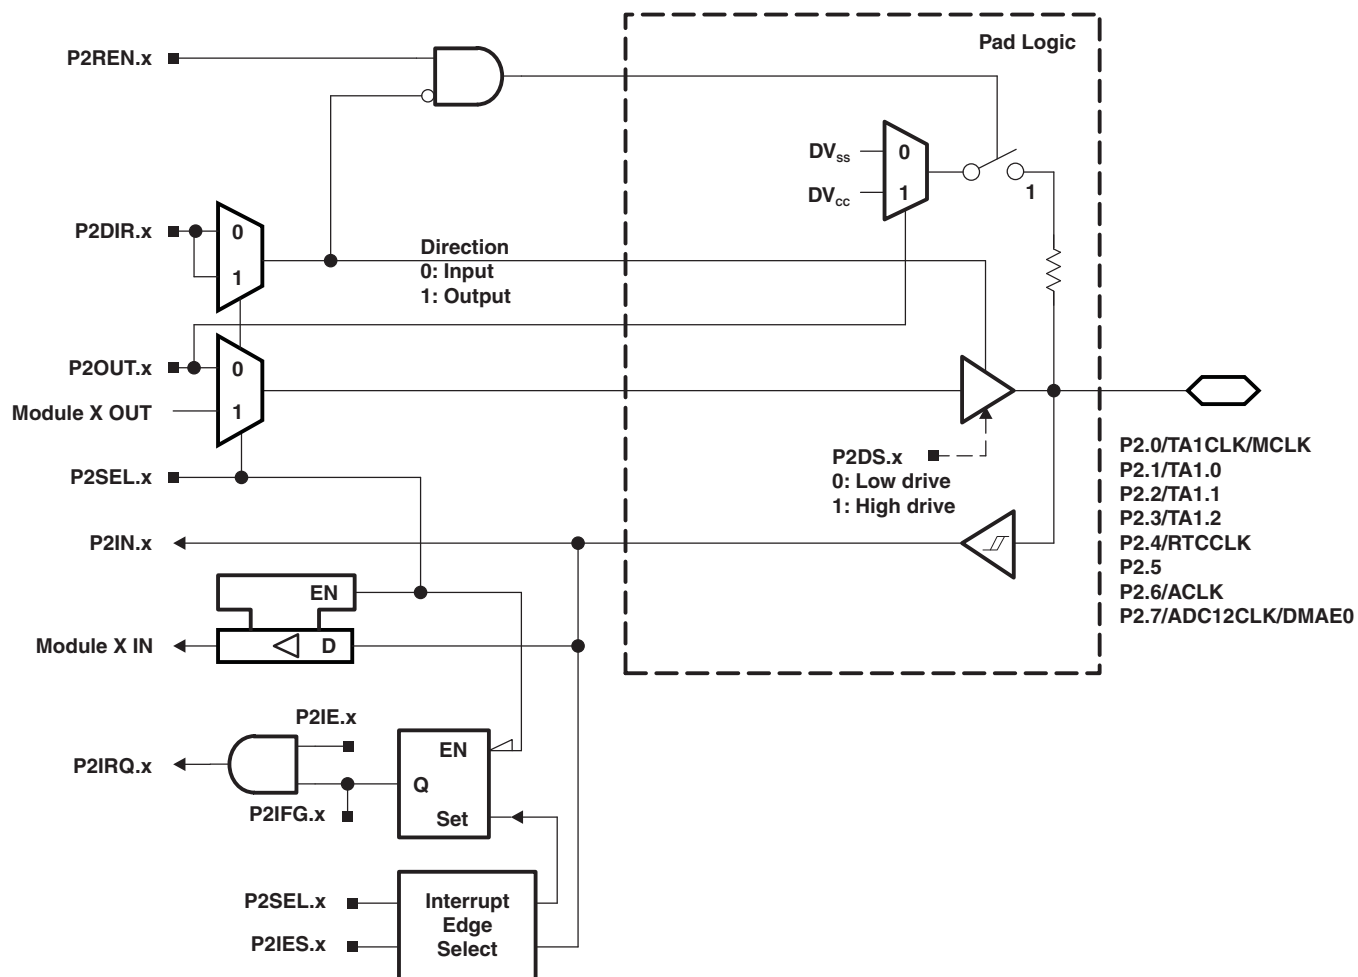 Pad Logic
P2REN.x
DVSS
0
DVCC
1
1
P2DIR.x
0
1
Direction
0: Input
1: Output
P2OUT.x
0
Module X OUT
1
P2DS.x
0: Low drive
1: High drive
P2SEL.x
P2.0/TA1CLK/MCLK
P2.1/TA1.0
P2.2/TA1.1
P2.3/TA1.2
P2.4/RTCCLK
P2.5
P2.6/ACLK
P2.7/ADC12CLK/DMAE0
P2IN.x
EN
Module X IN
D
P2IE.x
P2IRQ.x
EN
Q
Set
P2IFG.x
P2SEL.x
P2IES.x
Interrupt
Edge
Select